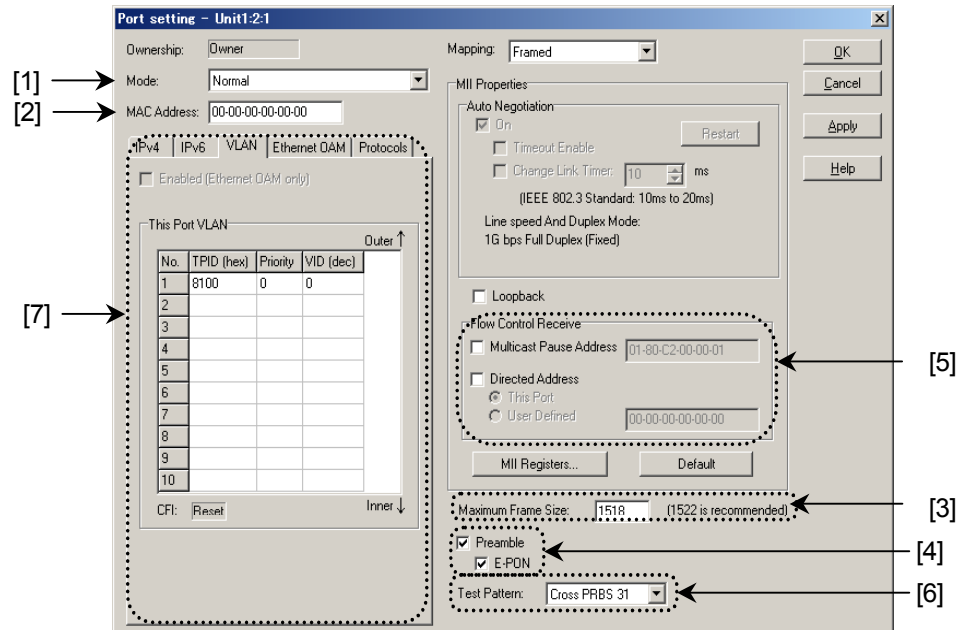 Port setting - Unit1:2:1
Ownership: Owner
[1] Mode: Normal
[2] MAC Address: 00-00-00-00-00-00
IPv4 IPv6 VLAN Ethernet OAM Protocols
Enabled (Ethernet OAM only)
[7]
This Port VLAN
Outer ↑
No. TPID (hex) Priority VID (dec)
1 8100 0 0
2
3
4
5
6
7
8
9
10
CFI: Reset
Inner ↓
Mapping: Framed
MII Properties
Auto Negotiation
On
Restart
Timeout Enable
Change Link Timer: 10 ms
(IEEE 802.3 Standard: 10ms to 20ms)
Line speed And Duplex Mode:
1G bps Full Duplex (Fixed)
Loopback
Flow Control Receive
Multicast Pause Address 01-80-C2-00-00-01
[5]
Directed Address
This Port
User Defined 00-00-00-00-00-00
MII Registers... Default
Maximum Frame Size: 1518 (1522 is recommended) [3]
Preamble
E-PON
[4]
Test Pattern: Cross PRBS 31 [6]
OK
Cancel
Apply
Help